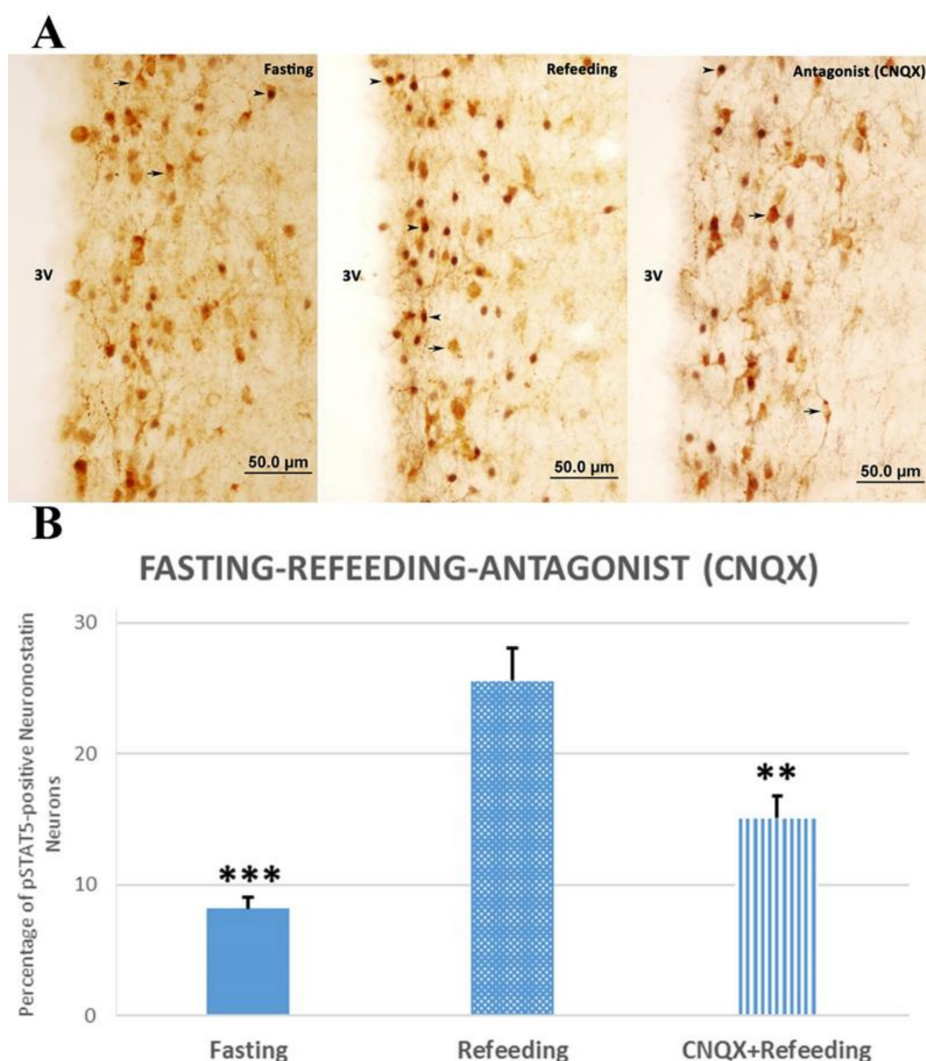 A
Fasting
Refeeding
Antagonist (CNQX)
3V
3V
3V
50.0 µm
50.0 µm
50.0 µm
B
FASTING-REFEEDING-ANTAGONIST (CNQX)
Percentage of pSTAT5-positive Neuronostatin
Neurons
30
20
10
0
***
**
Fasting
Refeeding
CNQX+Refeeding